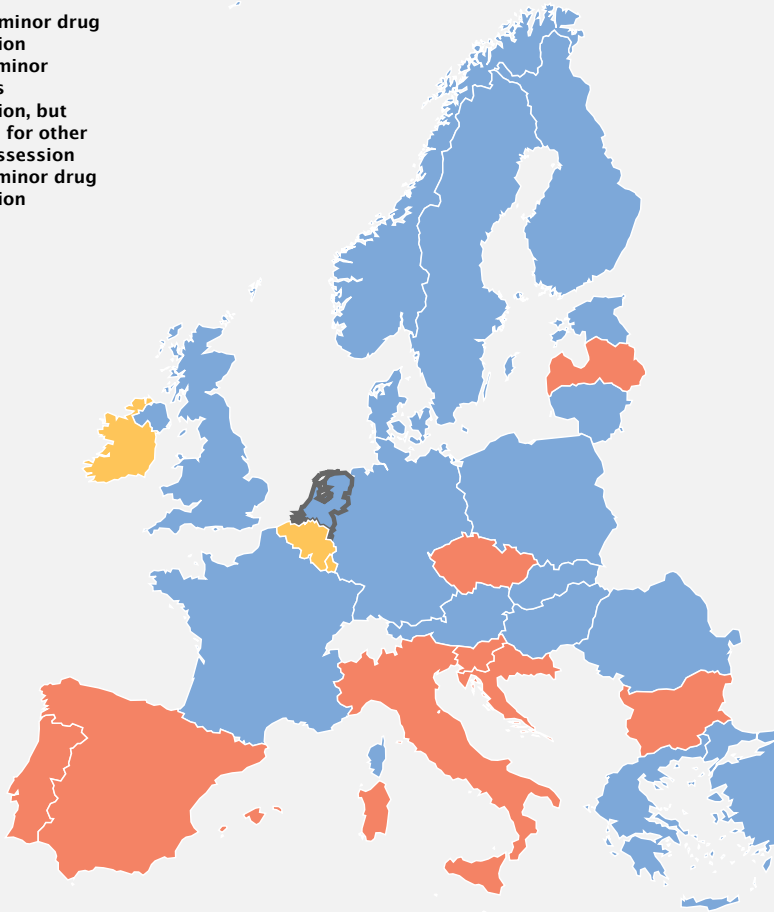 minor drug
ion
minor
s
ion, but
for other
ssession
minor drug
ion